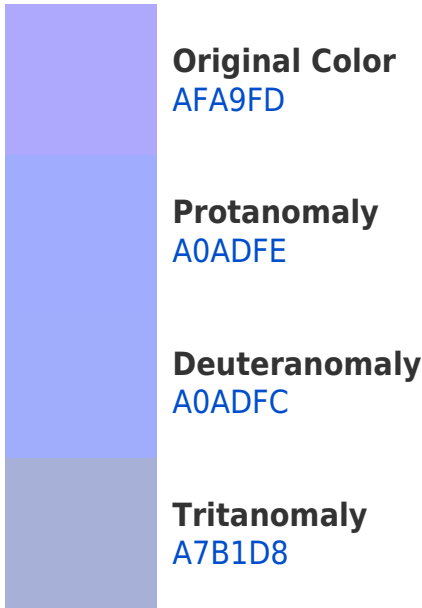 Original Color
AFA9FD
Protanomaly
A0ADFE
Deuteranomaly
A0ADFC
Tritanomaly
A7B1D8